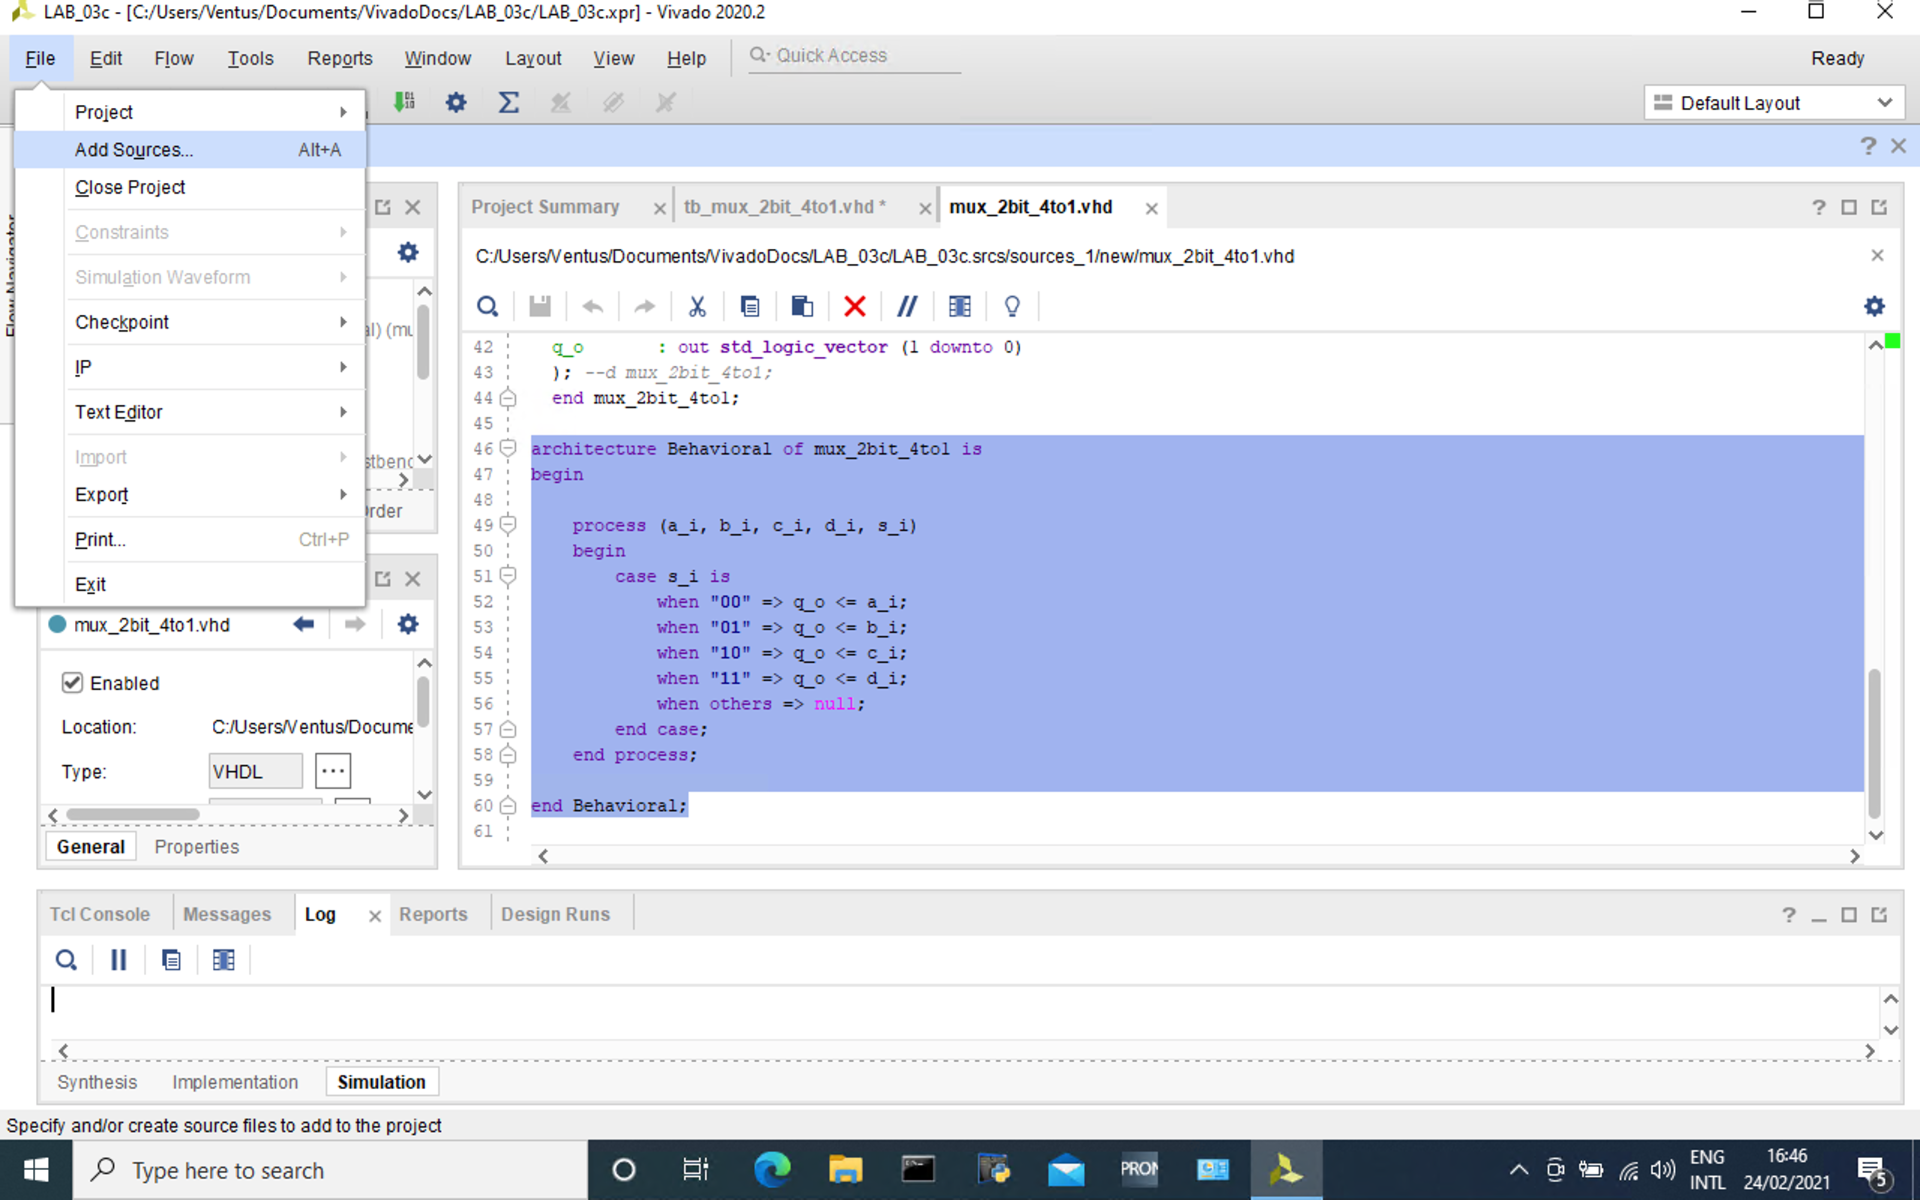 LAB_03c - [C:/Users/Ventus/Documents/VivadoDocs/LAB_03c/LAB_03c.xpr] - Vivado 2020.2
File Edit Flow Tools Reports Window Layout View Help Quick Access Ready
Default Layout
Project
Add Sources... Alt+A
Close Project
Constraints
Simulation Waveform
Checkpoint
IP
Text Editor
Import
Export
Print... Ctrl+P
Exit
Project Summary tb_mux_2bit_4to1.vhd * mux_2bit_4to1.vhd
C:/Users/Ventus/Documents/VivadoDocs/LAB_03c/LAB_03c.srcs/sources_1/new/mux_2bit_4to1.vhd
42 q_o : out std_logic_vector (1 downto 0)
43 ); --d mux_2bit_4to1;
44 end mux_2bit_4to1;
45
46 architecture Behavioral of mux_2bit_4to1 is
47 begin
48
49 process (a_i, b_i, c_i, d_i, s_i)
50 begin
51 case s_i is
52 when "00" => q_o <= a_i;
53 when "01" => q_o <= b_i;
54 when "10" => q_o <= c_i;
55 when "11" => q_o <= d_i;
56 when others => null;
57 end case;
58 end process;
59
60 end Behavioral;
61
mux_2bit_4to1.vhd
Enabled
Location: C:/Users/Ventus/Docume
Type: VHDL
General Properties
Tcl Console Messages Log Reports Design Runs
Synthesis Implementation Simulation
Specify and/or create source files to add to the project
Type here to search
ENG 16:46
INTL 24/02/2021 5